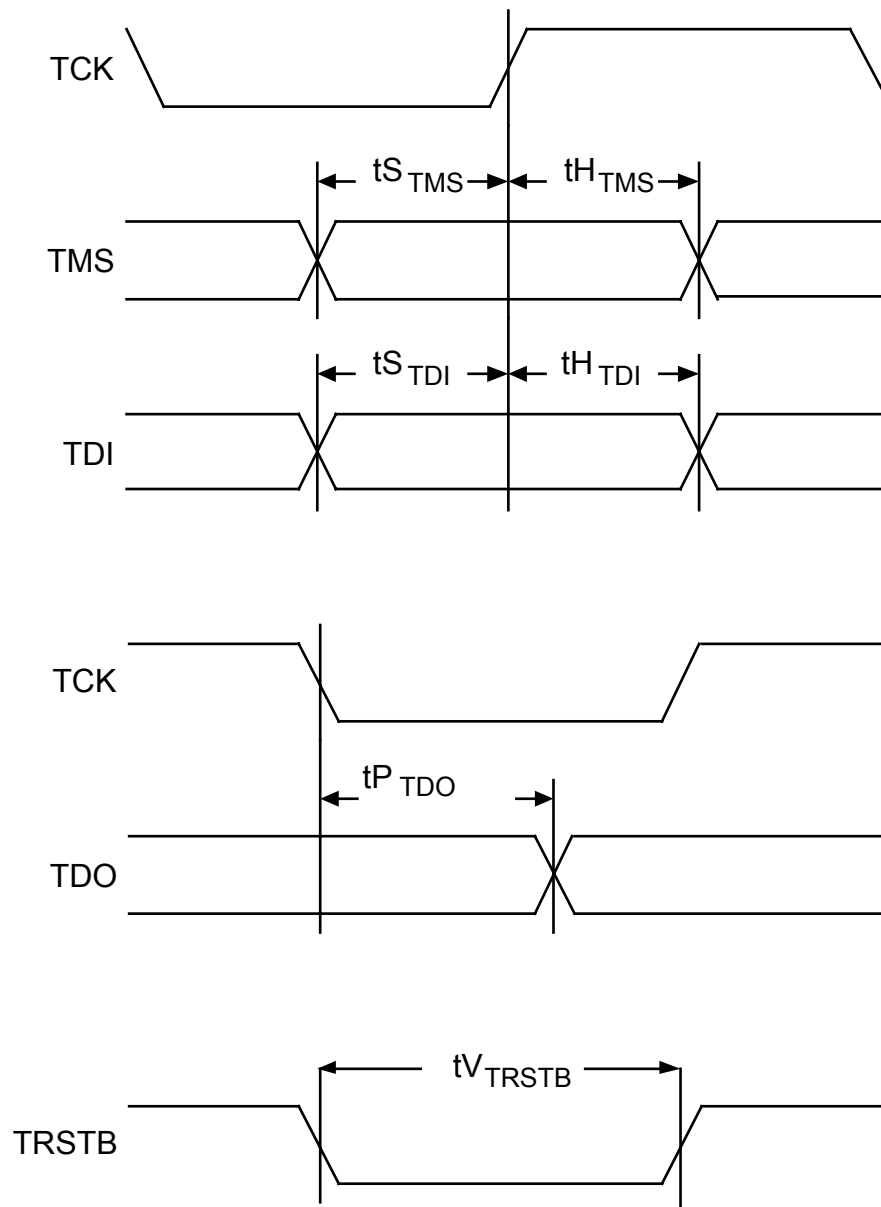 TCK
tS TMS
tH TMS
TMS
tS TDI
tH TDI
TDI
TCK
tP TDO
TDO
tV TRSTB
TRSTB